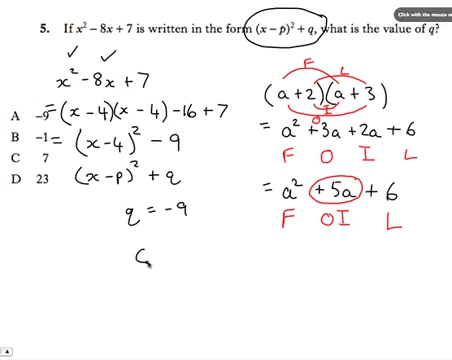 Click with the mouse or
5. If x² – 8x + 7 is written in the form (x – p)² + q, what is the value of q?
✓ ✓
x² - 8x + 7
A -9
= (x - 4)(x - 4) - 16 + 7
B -1
= (x - 4)² - 9
C 7
D 23
(x - p)² + q
q = -9
F L
(a + 2)(a + 3)
I
O
= a² + 3a + 2a + 6
F O I L
= a² + 5a + 6
F OI L